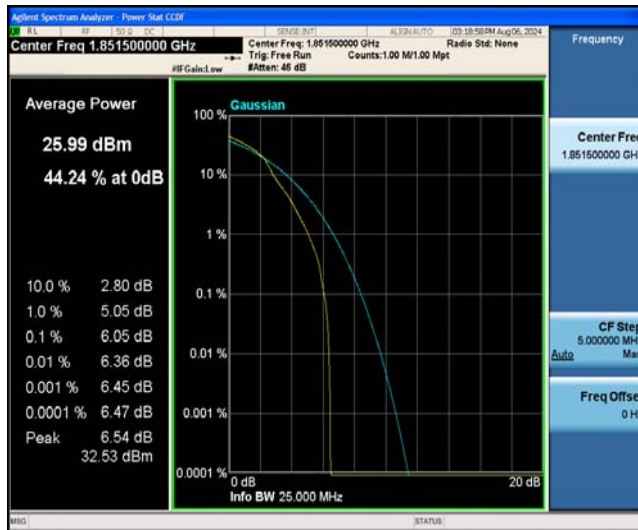 Agilent Spectrum Analyzer - Power Stat CCDF
RL RF 50 Ω DC SENSE:INT ALIGN AUTO 03:18:58 PM Aug 06, 2024
Center Freq 1.851500000 GHz
Center Freq: 1.851500000 GHz Radio Std: None
Trig: Free Run Counts:1.00 M/1.00 Mpt
#IFGain:Low #Atten: 46 dB
Frequency
Average Power
25.99 dBm
44.24 % at 0dB
10.0 % 2.80 dB
1.0 % 5.05 dB
0.1 % 6.05 dB
0.01 % 6.36 dB
0.001 % 6.45 dB
0.0001 % 6.47 dB
Peak 6.54 dB
32.53 dBm
Gaussian
100 %
10 %
1 %
0.1 %
0.01 %
0.001 %
0.0001 %
0 dB 20 dB
Info BW 25.000 MHz
Center Fre
1.851500000 GH
CF Step
5.000000 MH
Auto Ma
Freq Offse
0 H
MSG STATUS